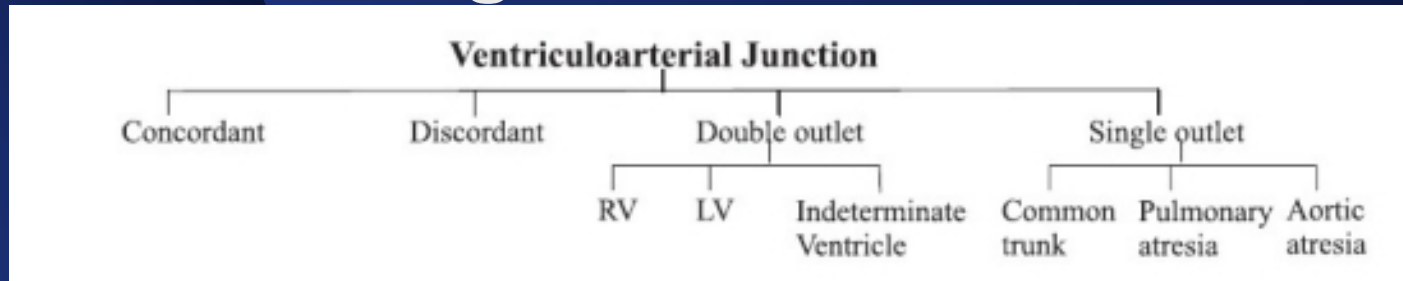 Ventriculoarterial Junction
Concordant Discordant Double outlet Single outlet
RV LV Indeterminate Ventricle Common trunk Pulmonary atresia Aortic atresia